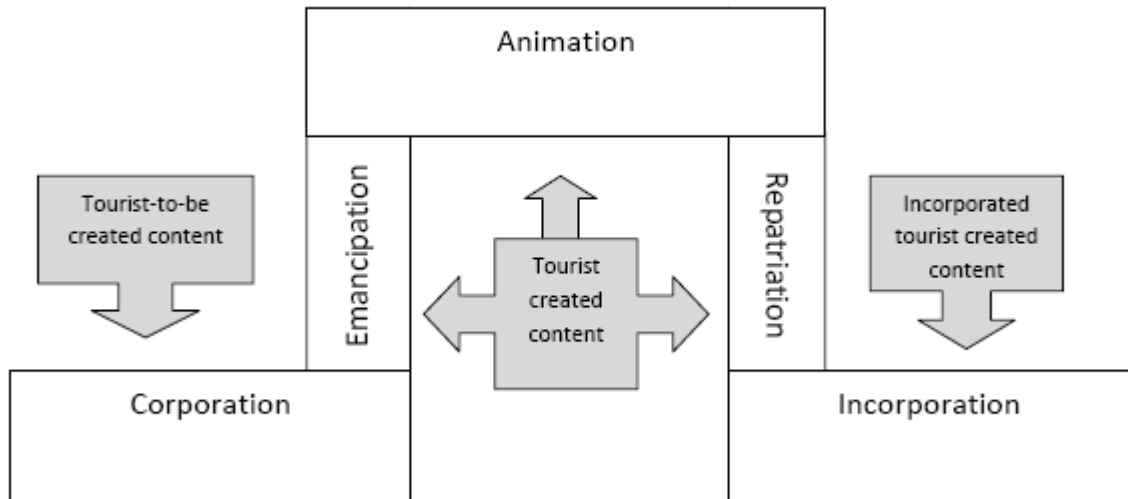 Animation
Tourist-to-be
created content
Emancipation
Tourist
created
content
Repatriation
Incorporated
tourist created
content
Corporation
Incorporation